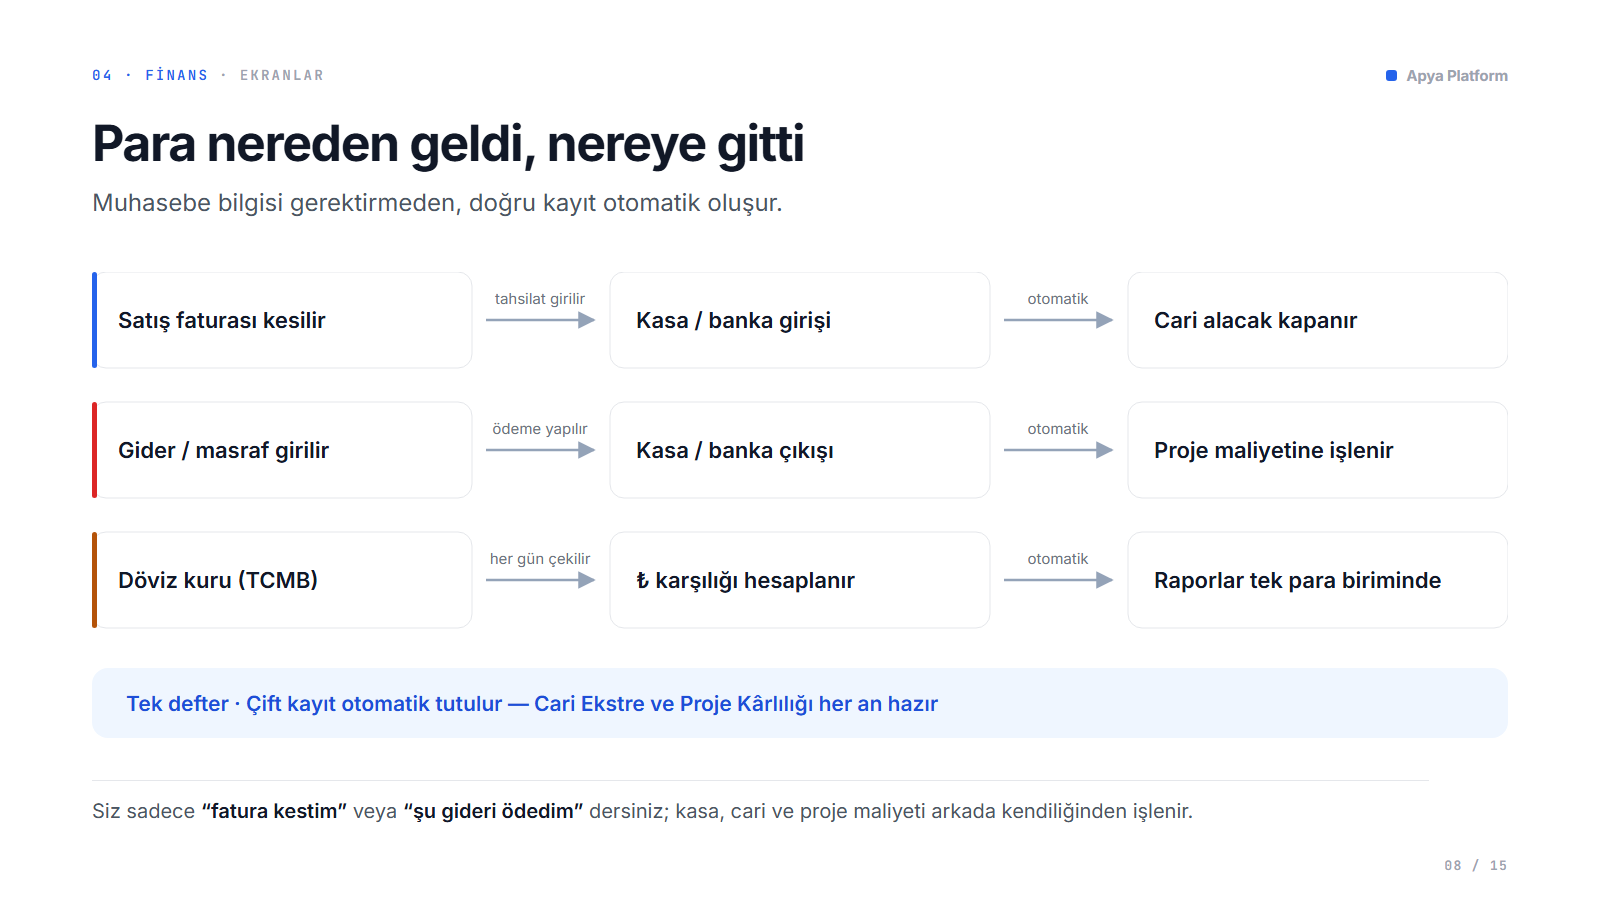 04 · FİNANS · EKRANLAR
Apya Platform
Para nereden geldi, nereye gitti
Muhasebe bilgisi gerektirmeden, doğru kayıt otomatik oluşur.
Satış faturası kesilir
tahsilat girilir
Kasa / banka girişi
otomatik
Cari alacak kapanır
Gider / masraf girilir
ödeme yapılır
Kasa / banka çıkışı
otomatik
Proje maliyetine işlenir
Döviz kuru (TCMB)
her gün çekilir
₺ karşılığı hesaplanır
otomatik
Raporlar tek para biriminde
Tek defter · Çift kayıt otomatik tutulur — Cari Ekstre ve Proje Kârlılığı her an hazır
Siz sadece “fatura kestim” veya “şu gideri ödedim” dersiniz; kasa, cari ve proje maliyeti arkada kendiliğinden işlenir.
08 / 15